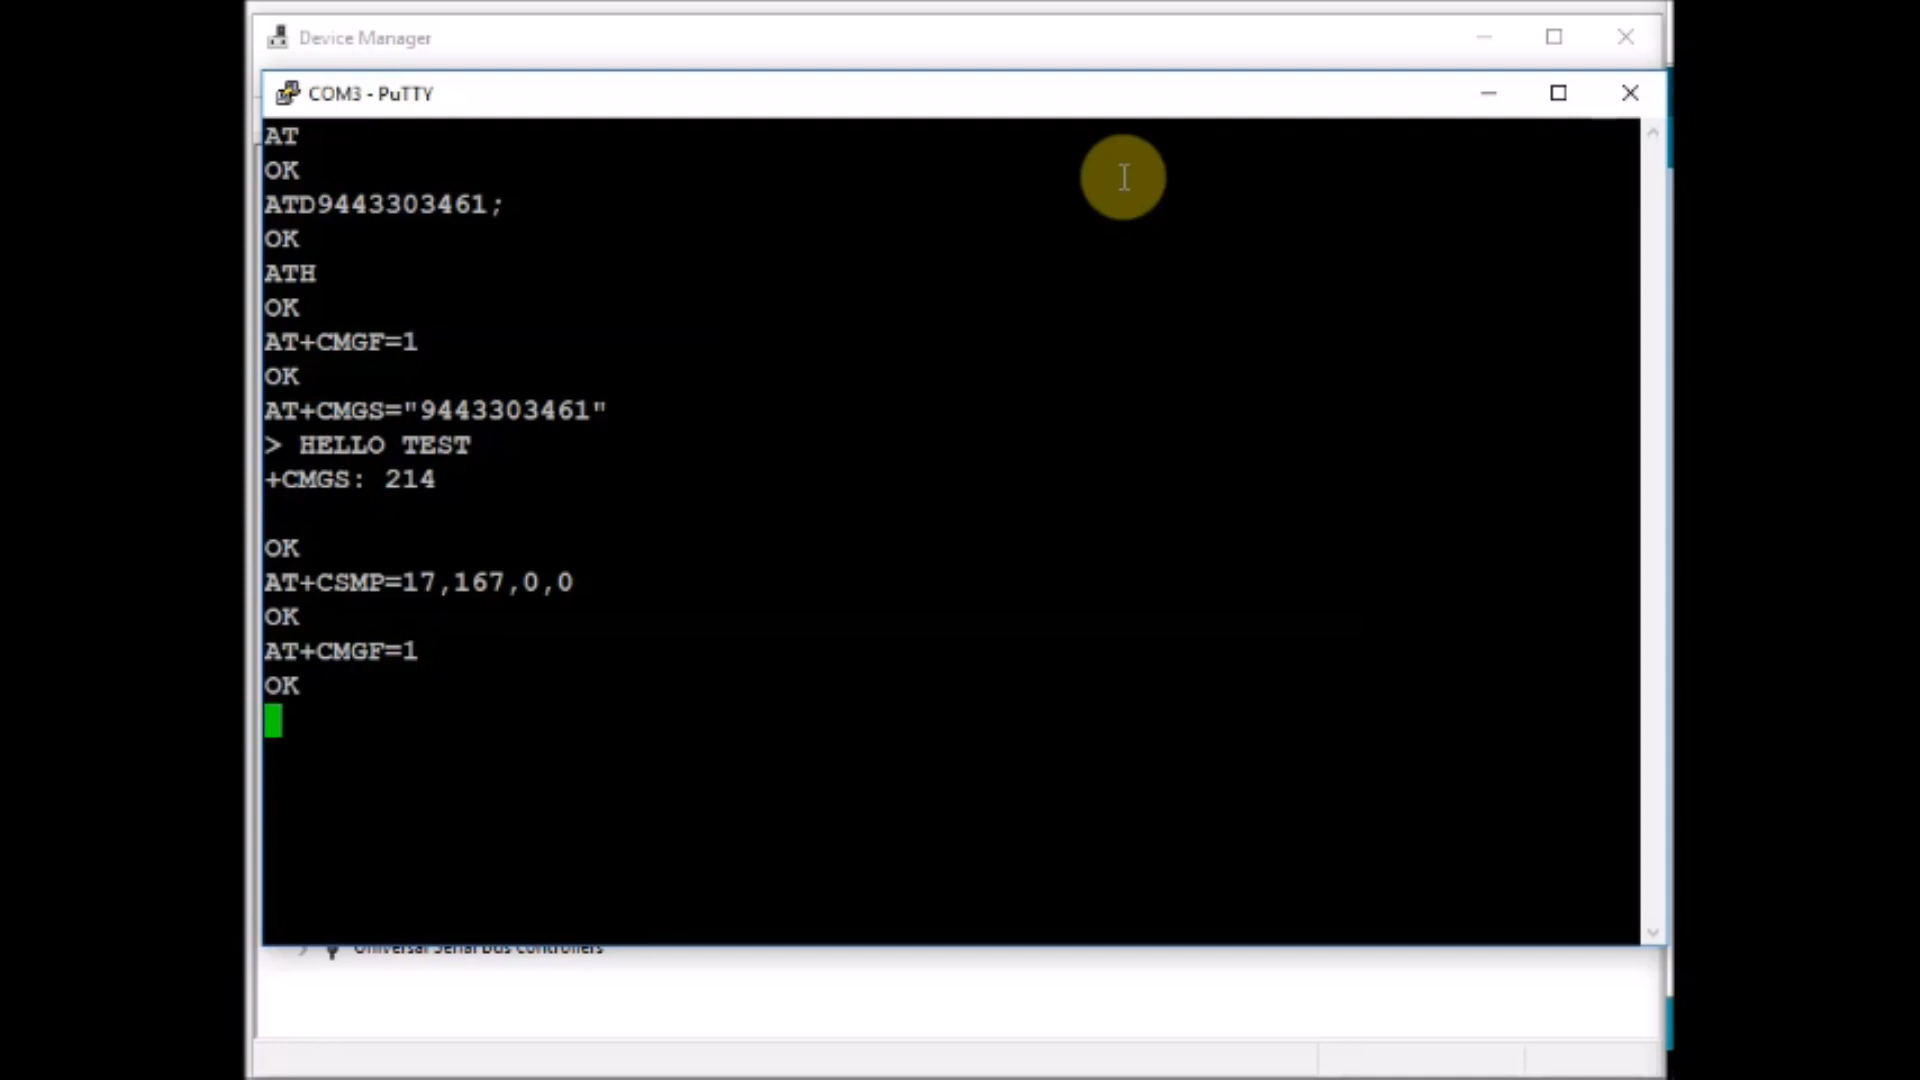 Device Manager
COM3 - PuTTY
AT
OK
ATD9443303461;
OK
ATH
OK
AT+CMGF=1
OK
AT+CMGS="9443303461"
> HELLO TEST
+CMGS: 214
OK
AT+CSMP=17,167,0,0
OK
AT+CMGF=1
OK
Universal Serial Bus controllers